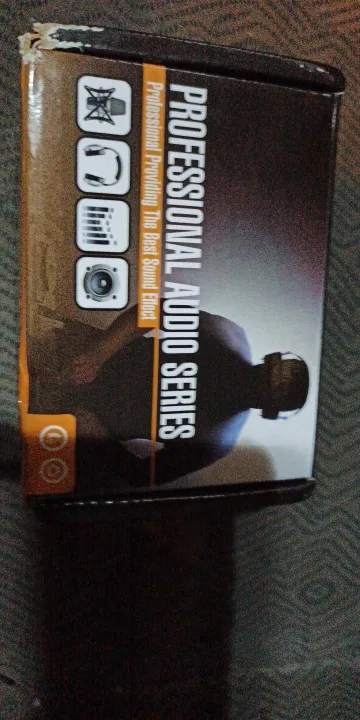 PROFESSIONAL AUDIO SERIES
Professional Providing The Best Sound Effect